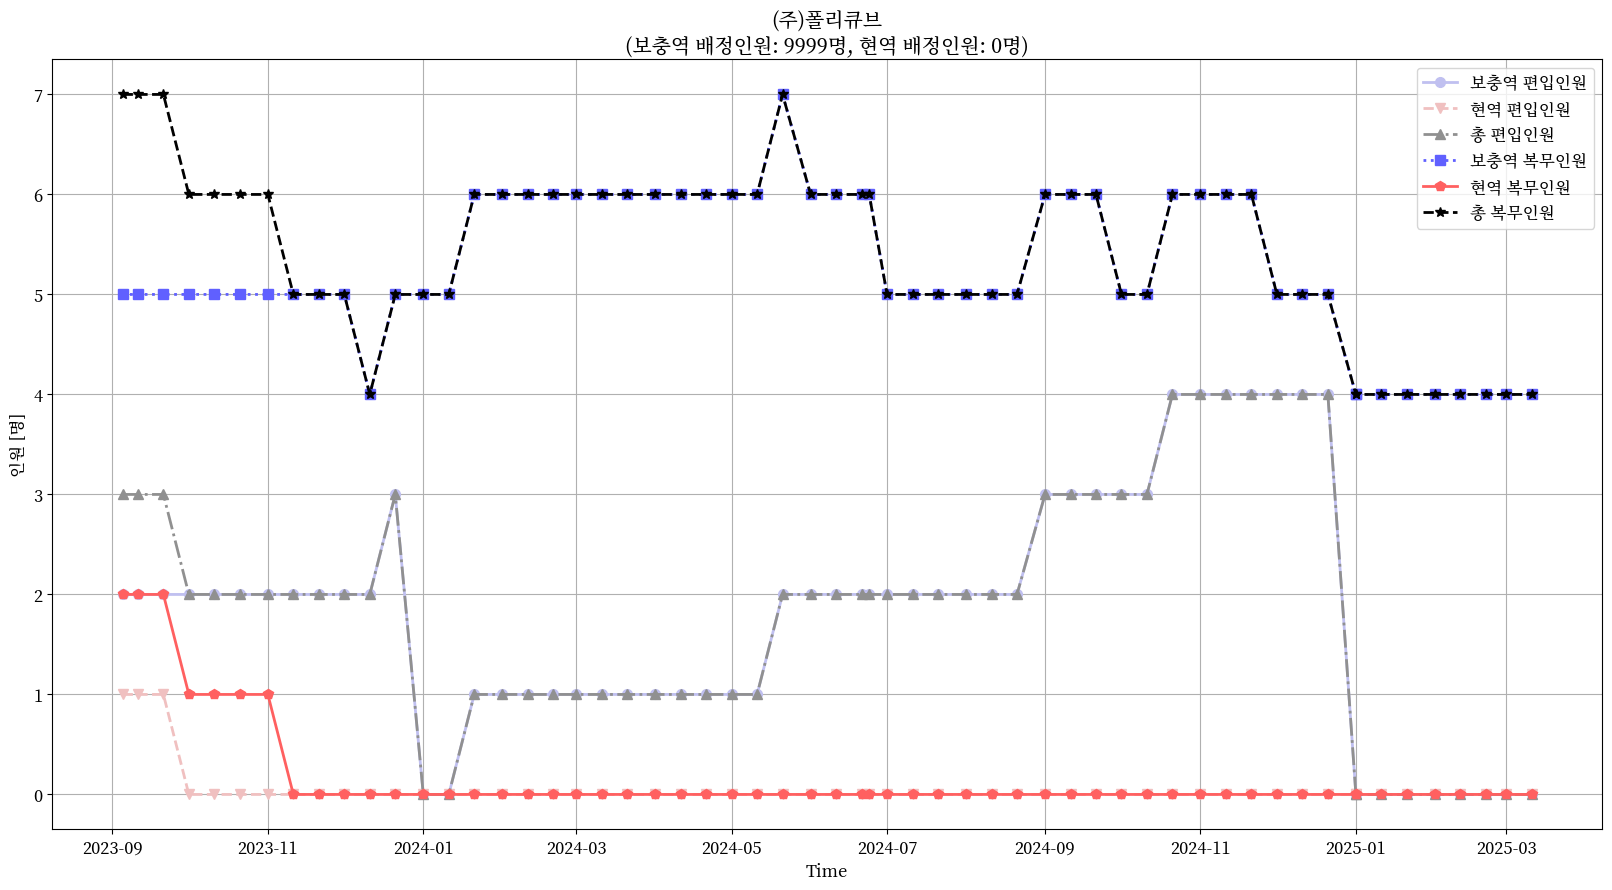 (주)폴리큐브
(보충역 배정인원: 9999명, 현역 배정인원: 0명)
보충역 편입인원
현역 편입인원
총 편입인원
보충역 복무인원
현역 복무인원
총 복무인원
인원 [명]
7
6
5
4
3
2
1
0
2023-09 2023-11 2024-01 2024-03 2024-05 2024-07 2024-09 2024-11 2025-01 2025-03
Time